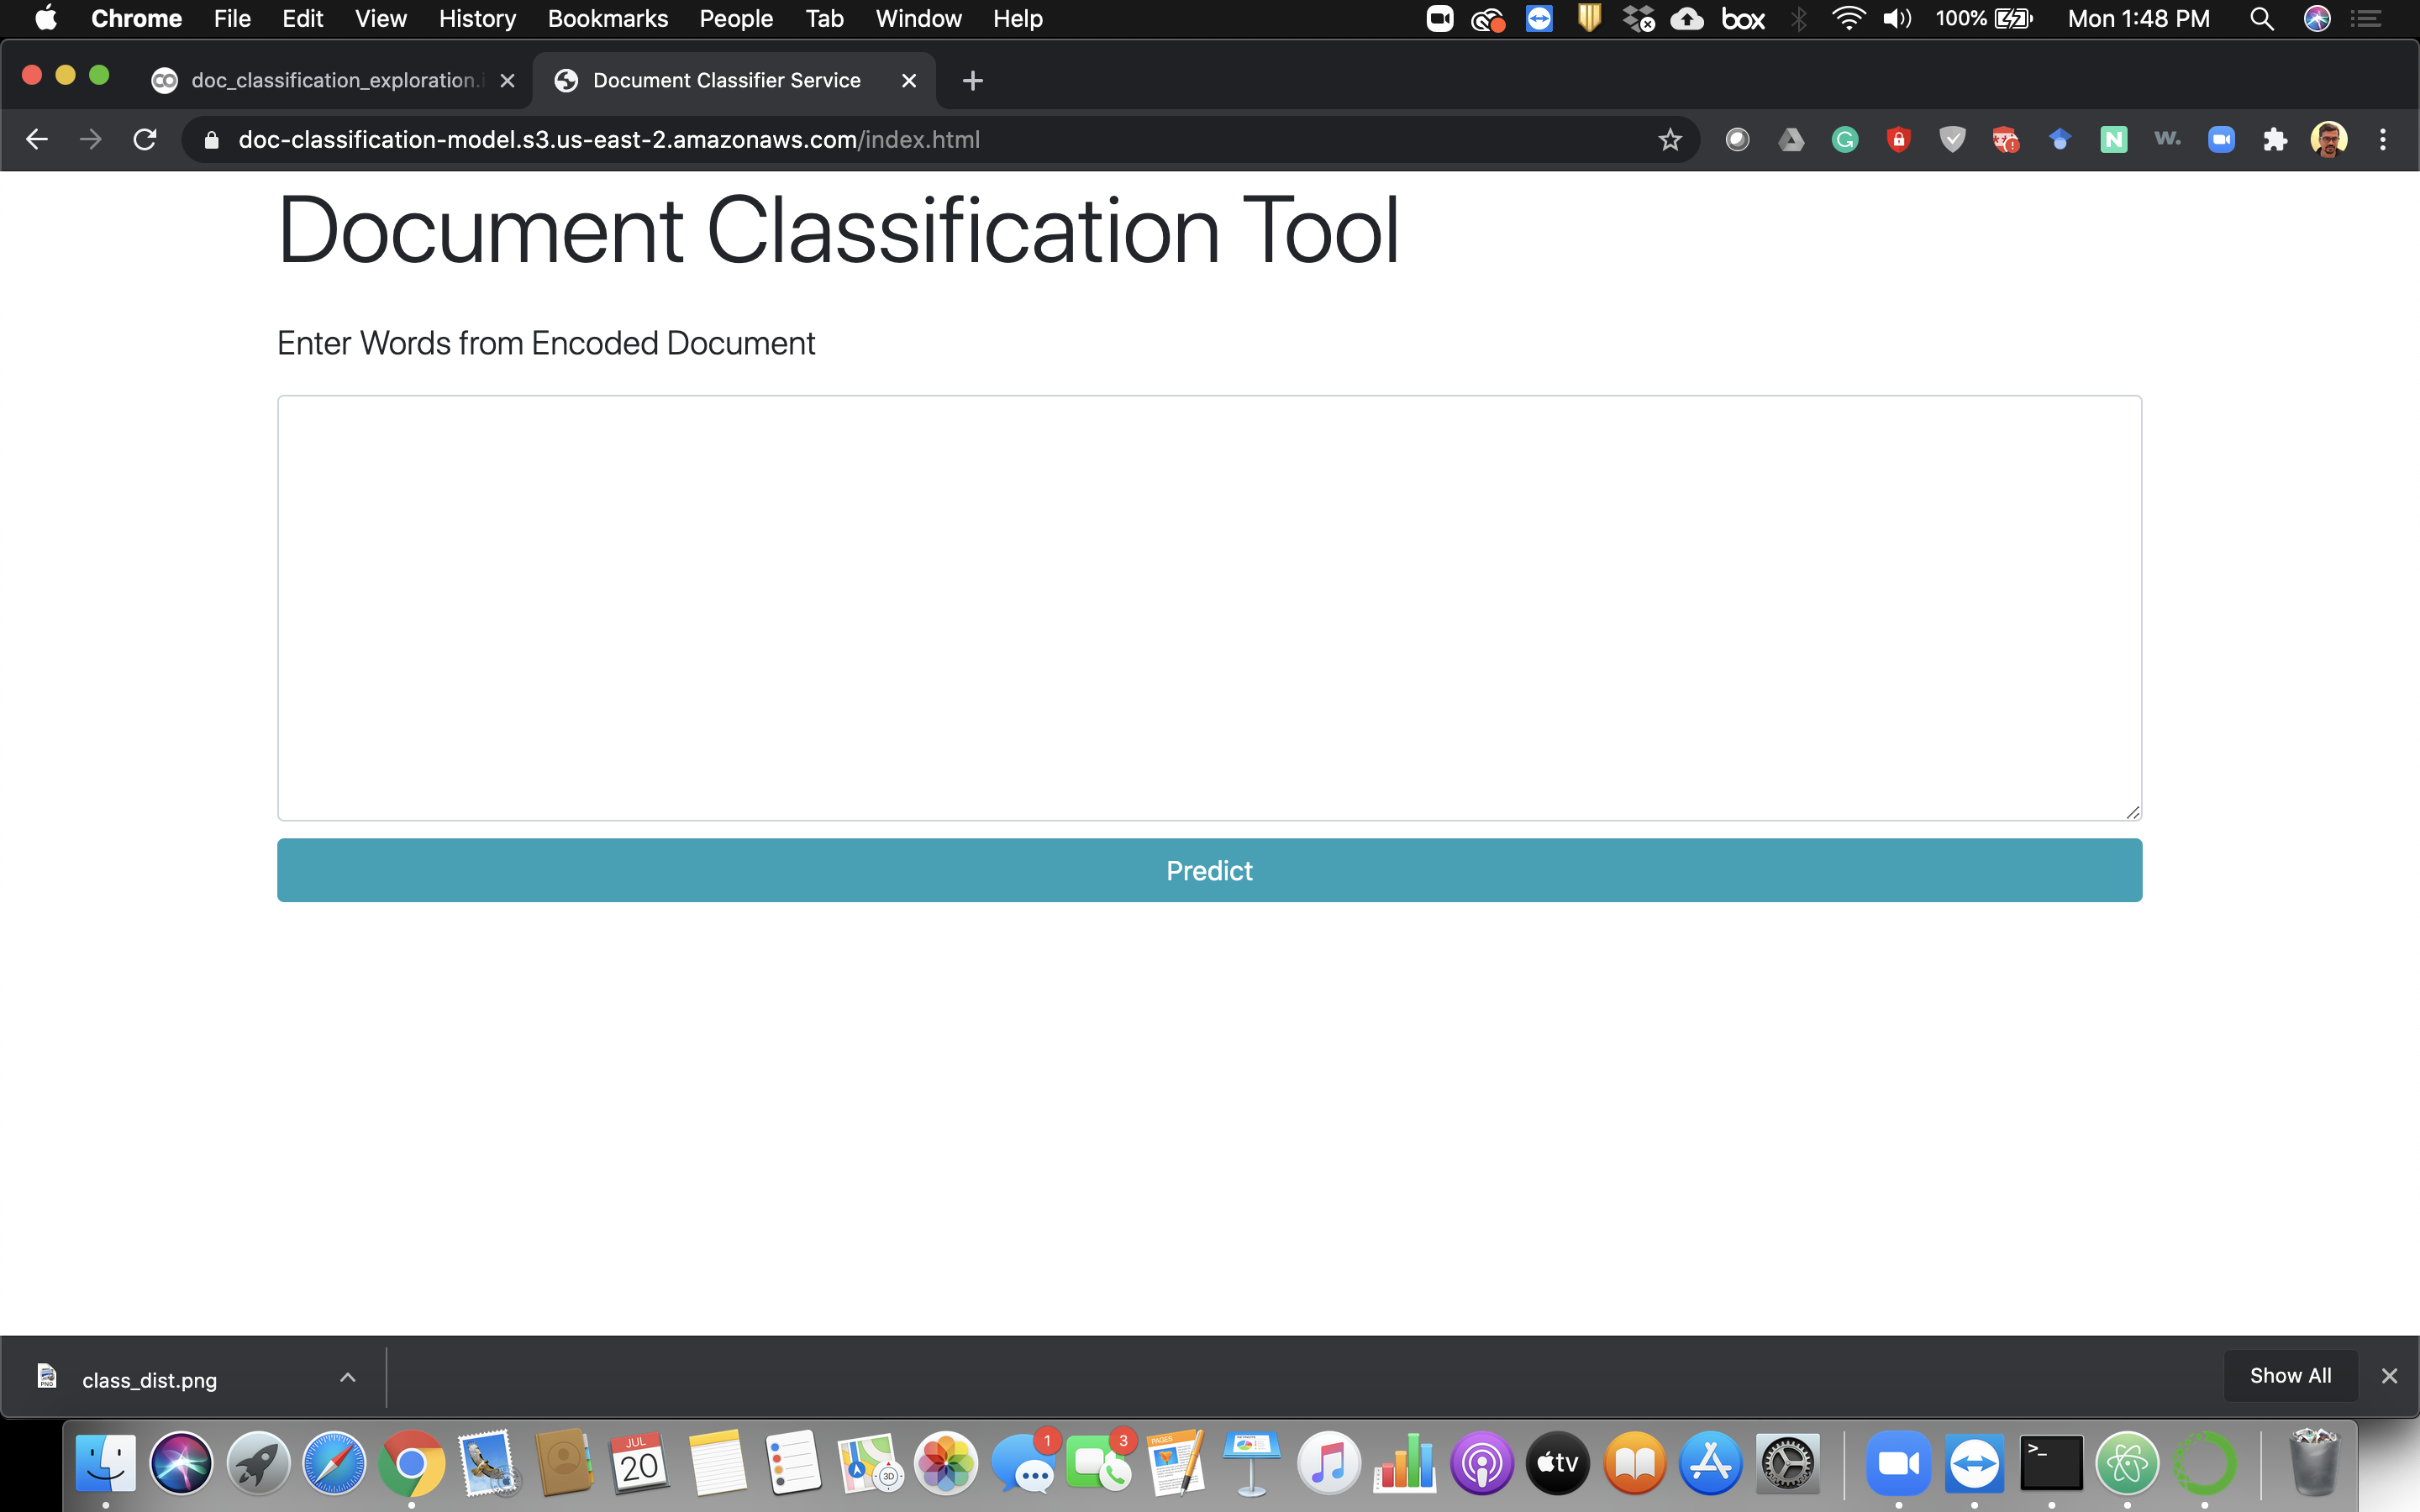 Chrome File Edit View History Bookmarks People Tab Window Help box 100% Mon 1:48 PM
doc_classification_exploration.i Document Classifier Service
doc-classification-model.s3.us-east-2.amazonaws.com/index.html
Document Classification Tool
Enter Words from Encoded Document
Predict
class_dist.png Show All
JUL
20
3D
1
3
PAGES
tv
>_